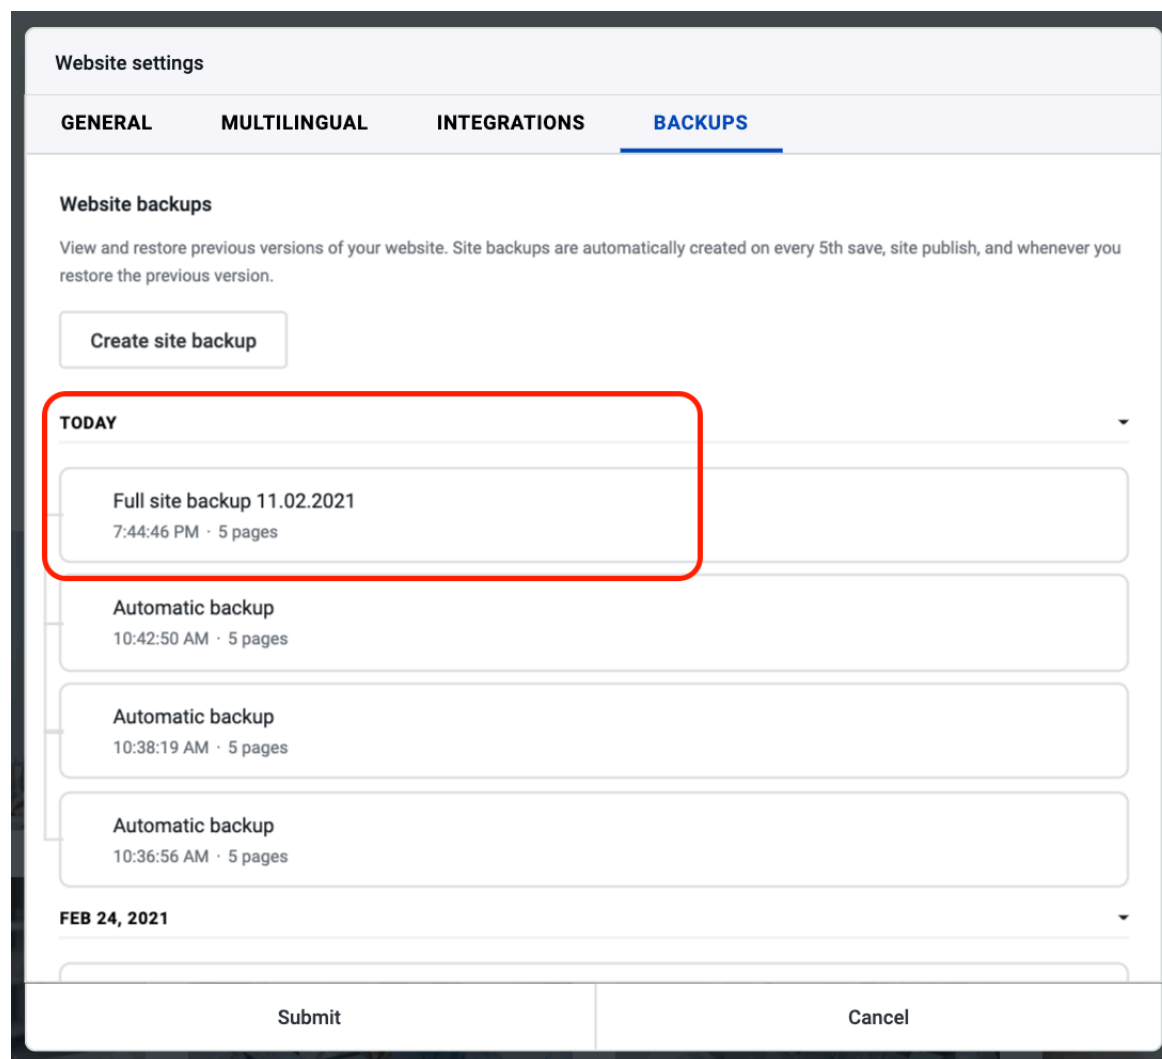 Website settings
GENERAL MULTILINGUAL INTEGRATIONS BACKUPS
Website backups
View and restore previous versions of your website. Site backups are automatically created on every 5th save, site publish, and whenever you
restore the previous version.
Create site backup
TODAY
Full site backup 11.02.2021
7:44:46 PM · 5 pages
Automatic backup
10:42:50 AM · 5 pages
Automatic backup
10:38:19 AM · 5 pages
Automatic backup
10:36:56 AM · 5 pages
FEB 24, 2021
Submit Cancel